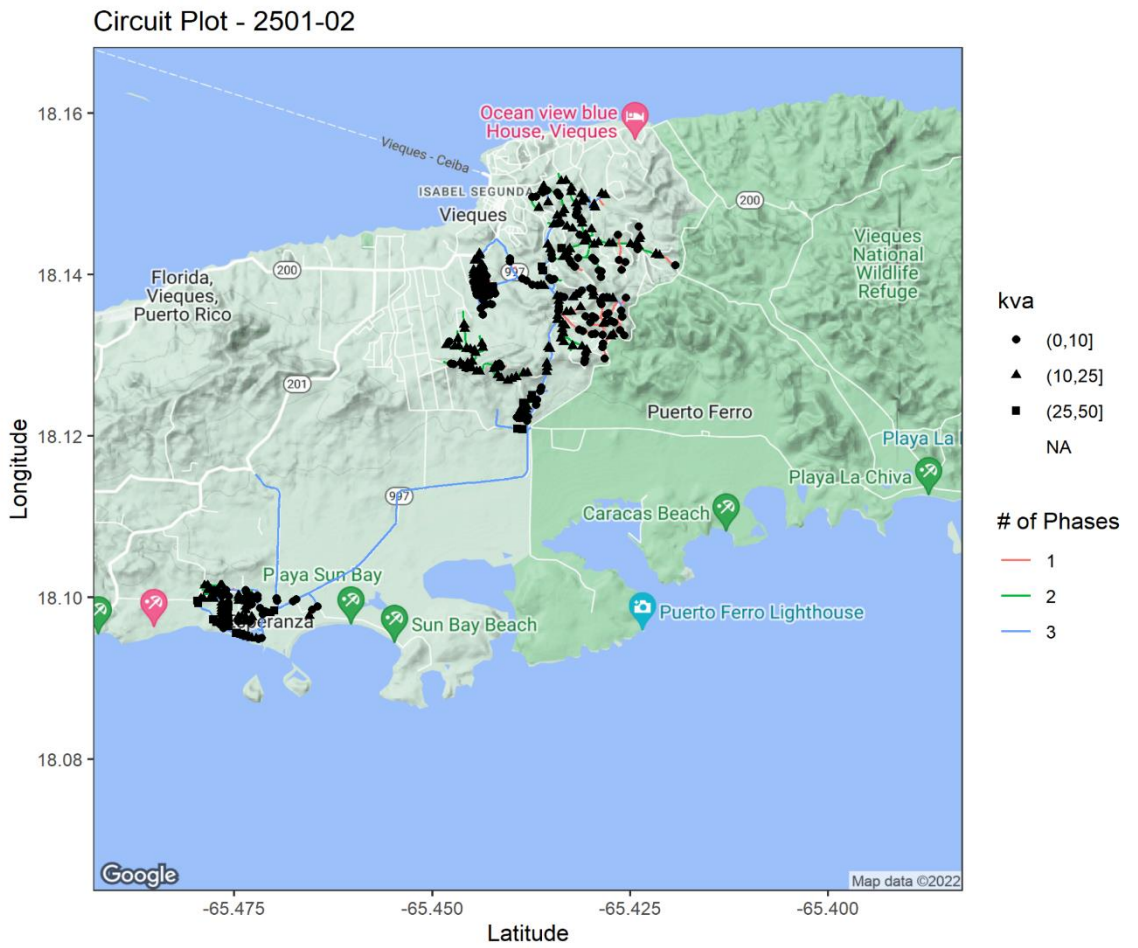 Circuit Plot - 2501-02
18.16
18.14
18.12
18.10
18.08
Longitude
Ocean view blue
House, Vieques
Vieques - Ceiba
ISABEL SEGUNDA
Vieques
200
200
997
Vieques
National
Wildlife
Refuge
Florida,
Vieques,
Puerto Rico
201
Puerto Ferro
Playa La
Playa La Chiva
997
Caracas Beach
Playa Sun Bay
Puerto Ferro Lighthouse
Sun Bay Beach
speranza
Google
Map data ©2022
-65.475
-65.450
-65.425
-65.400
Latitude
kva
(0,10]
(10,25]
(25,50]
NA
# of Phases
1
2
3